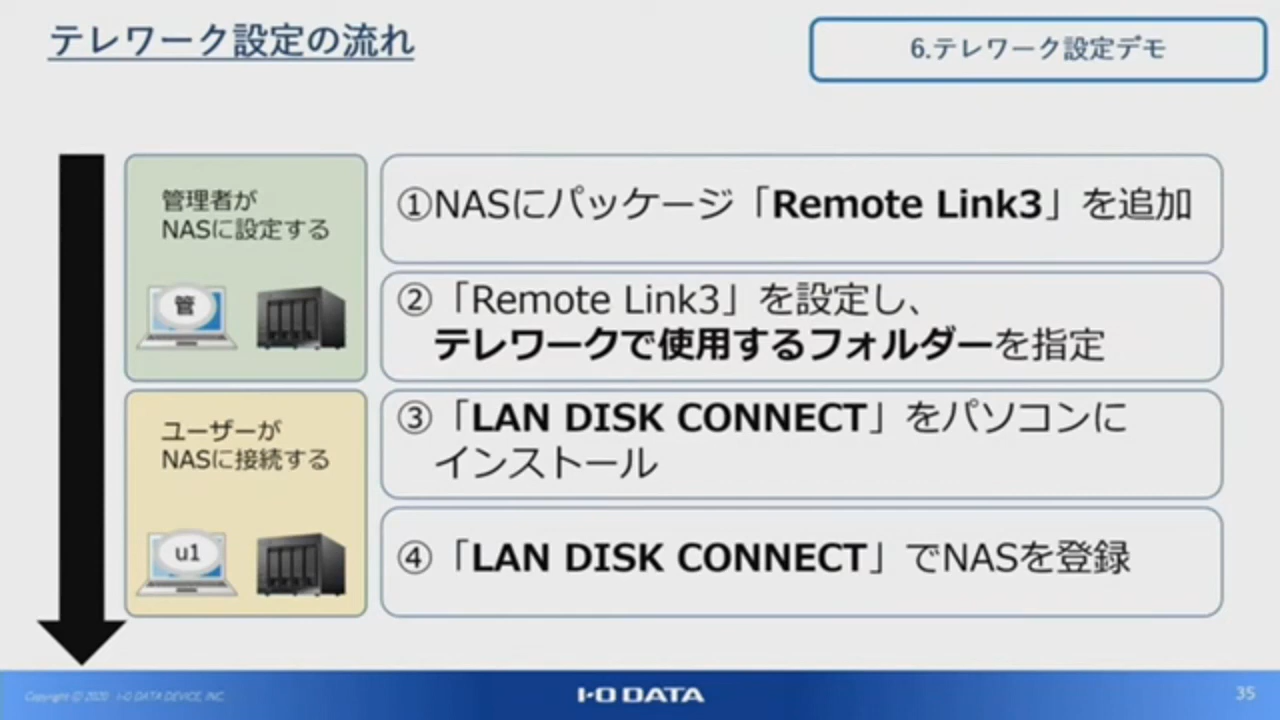 テレワーク設定の流れ
6.テレワーク設定デモ
管理者が
NASに設定する
管
①NASにパッケージ「Remote Link3」を追加
②「Remote Link3」を設定し、
テレワークで使用するフォルダーを指定
ユーザーが
NASに接続する
u1
③「LAN DISK CONNECT」をパソコンに
インストール
④「LAN DISK CONNECT」でNASを登録
Copyright © 2020 I-O DATA DEVICE, INC.
I-O DATA
35